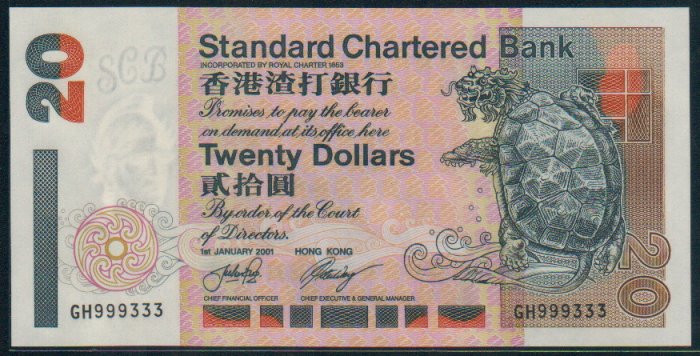 20
SCB
Standard Chartered Bank
INCORPORATED BY ROYAL CHARTER 1853
香港渣打銀行
Promises to pay the bearer
on demand at its office here
Twenty Dollars
貳拾圓
By order of the Court
of Directors.
1st JANUARY 2001 HONG KONG
CHIEF FINANCIAL OFFICER CHIEF EXECUTIVE & GENERAL MANAGER
GH999333
GH999333
20